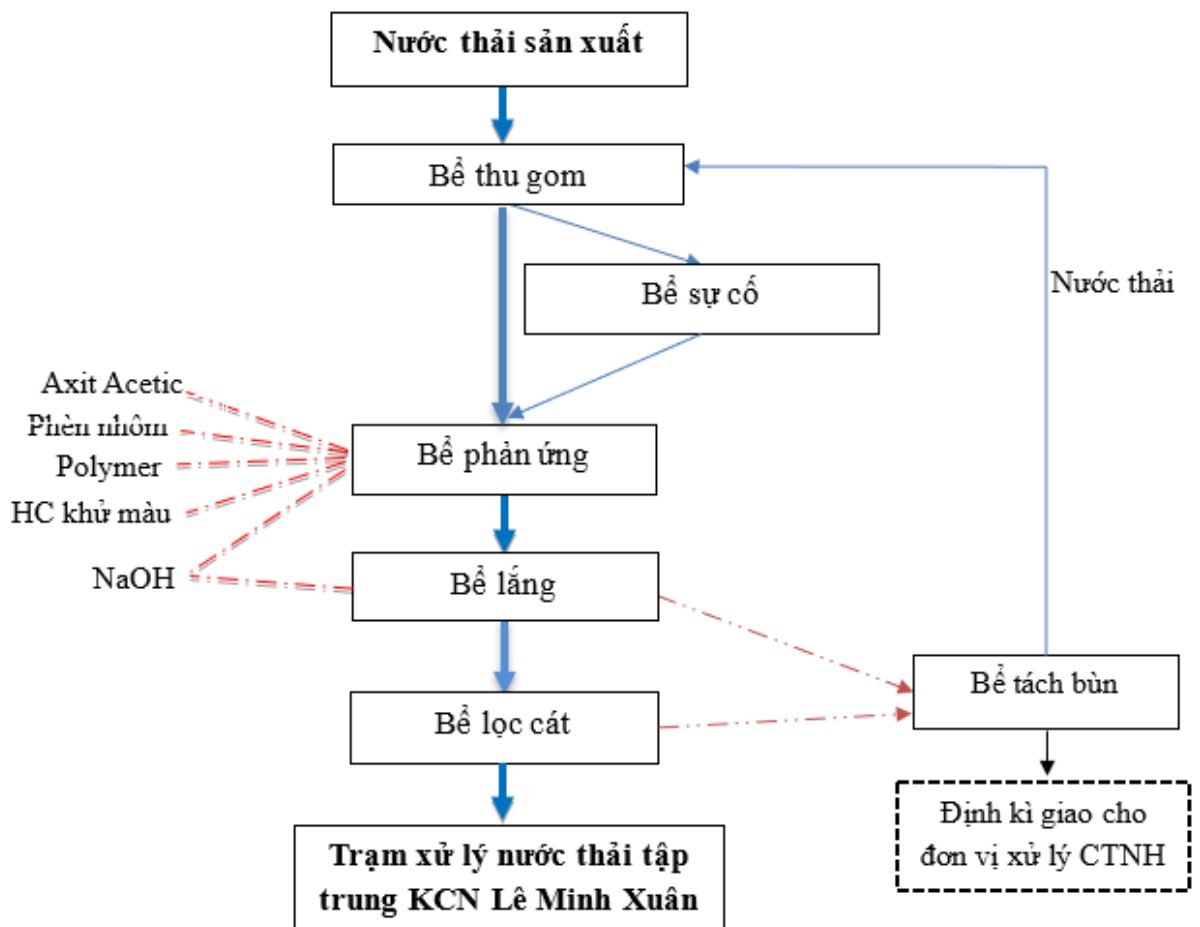 Nước thải sản xuất
Bể thu gom
Bể sự cố
Nước thải
Axit Acetic
Phèn nhôm
Polymer
HC khử màu
NaOH
Bể phản ứng
Bể lắng
Bể tách bùn
Bể lọc cát
Định kì giao cho
đơn vị xử lý CTNH
Trạm xử lý nước thải tập
trung KCN Lê Minh Xuân